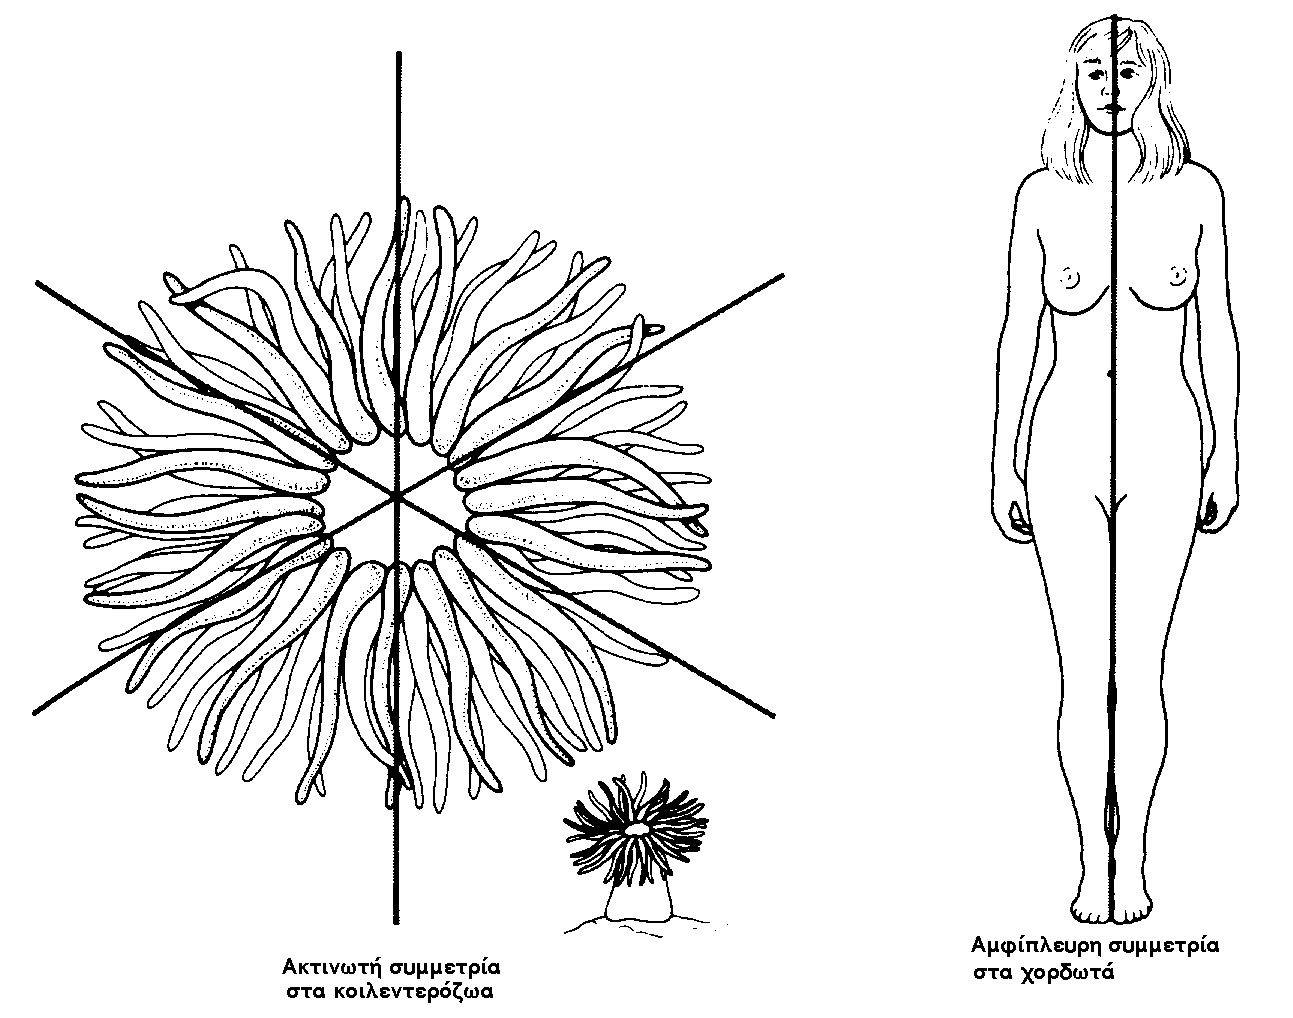 Ακτινωτή συμμετρία
στα κοιλεντερόζωα
Αμφίπλευρη συμμετρία
στα χορδωτά